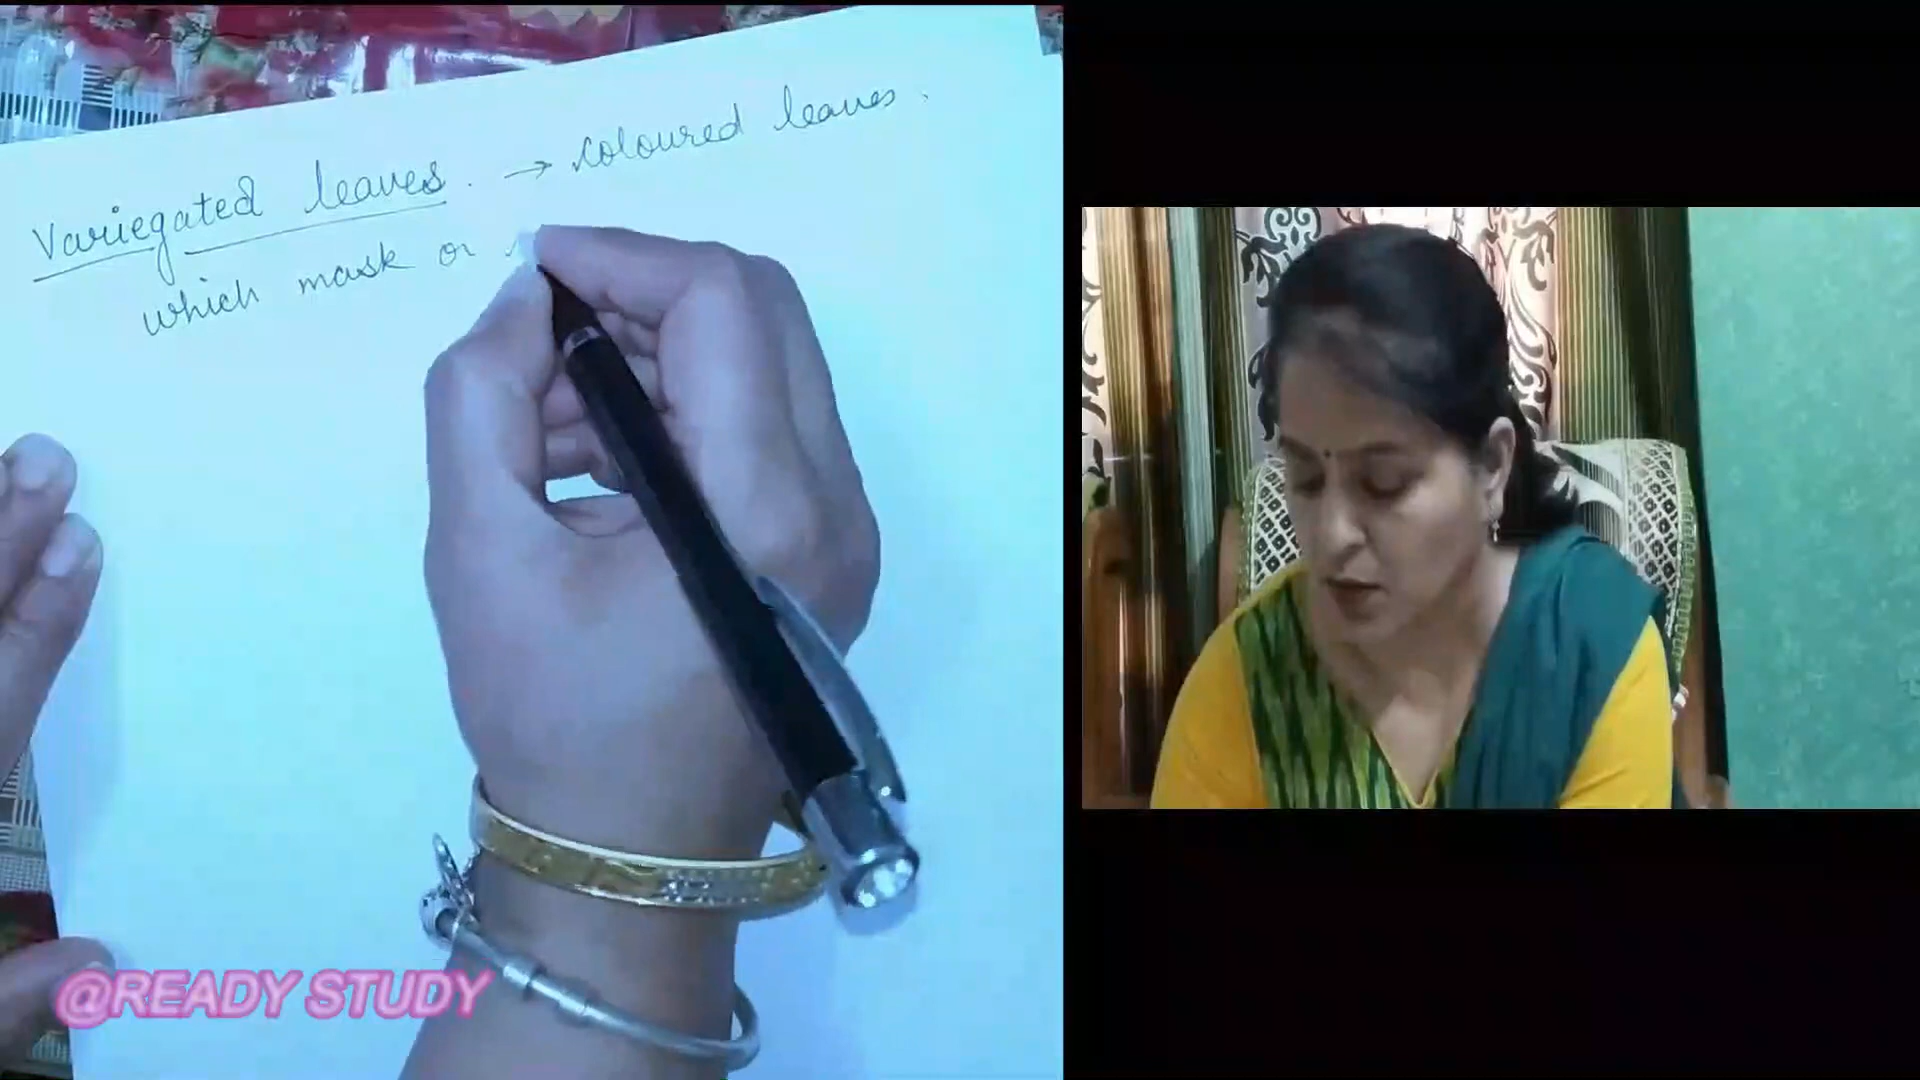 Variegated leaves. → coloured leaves.
which mask or
@READY STUDY